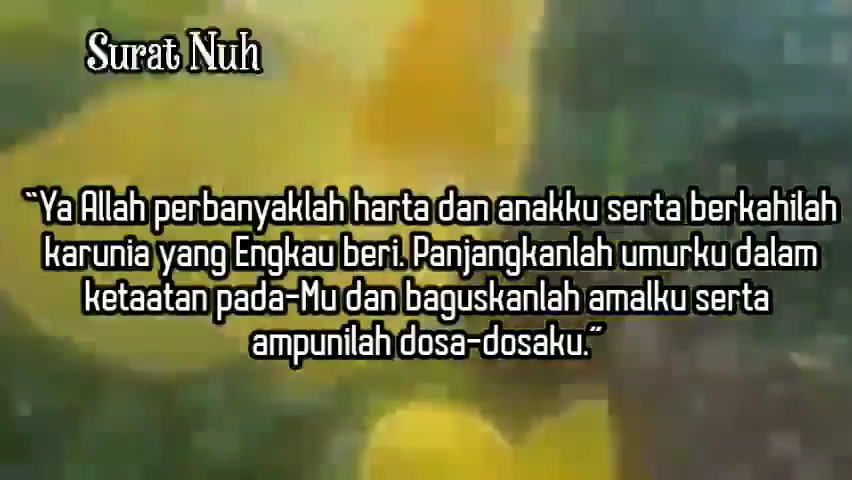 Surat Nuh
"Ya Allah perbanyaklah harta dan anakku serta berkahilah
karunia yang Engkau beri. Panjangkanlah umurku dalam
ketaatan pada-Mu dan baguskanlah amalku serta
ampunilah dosa-dosaku."